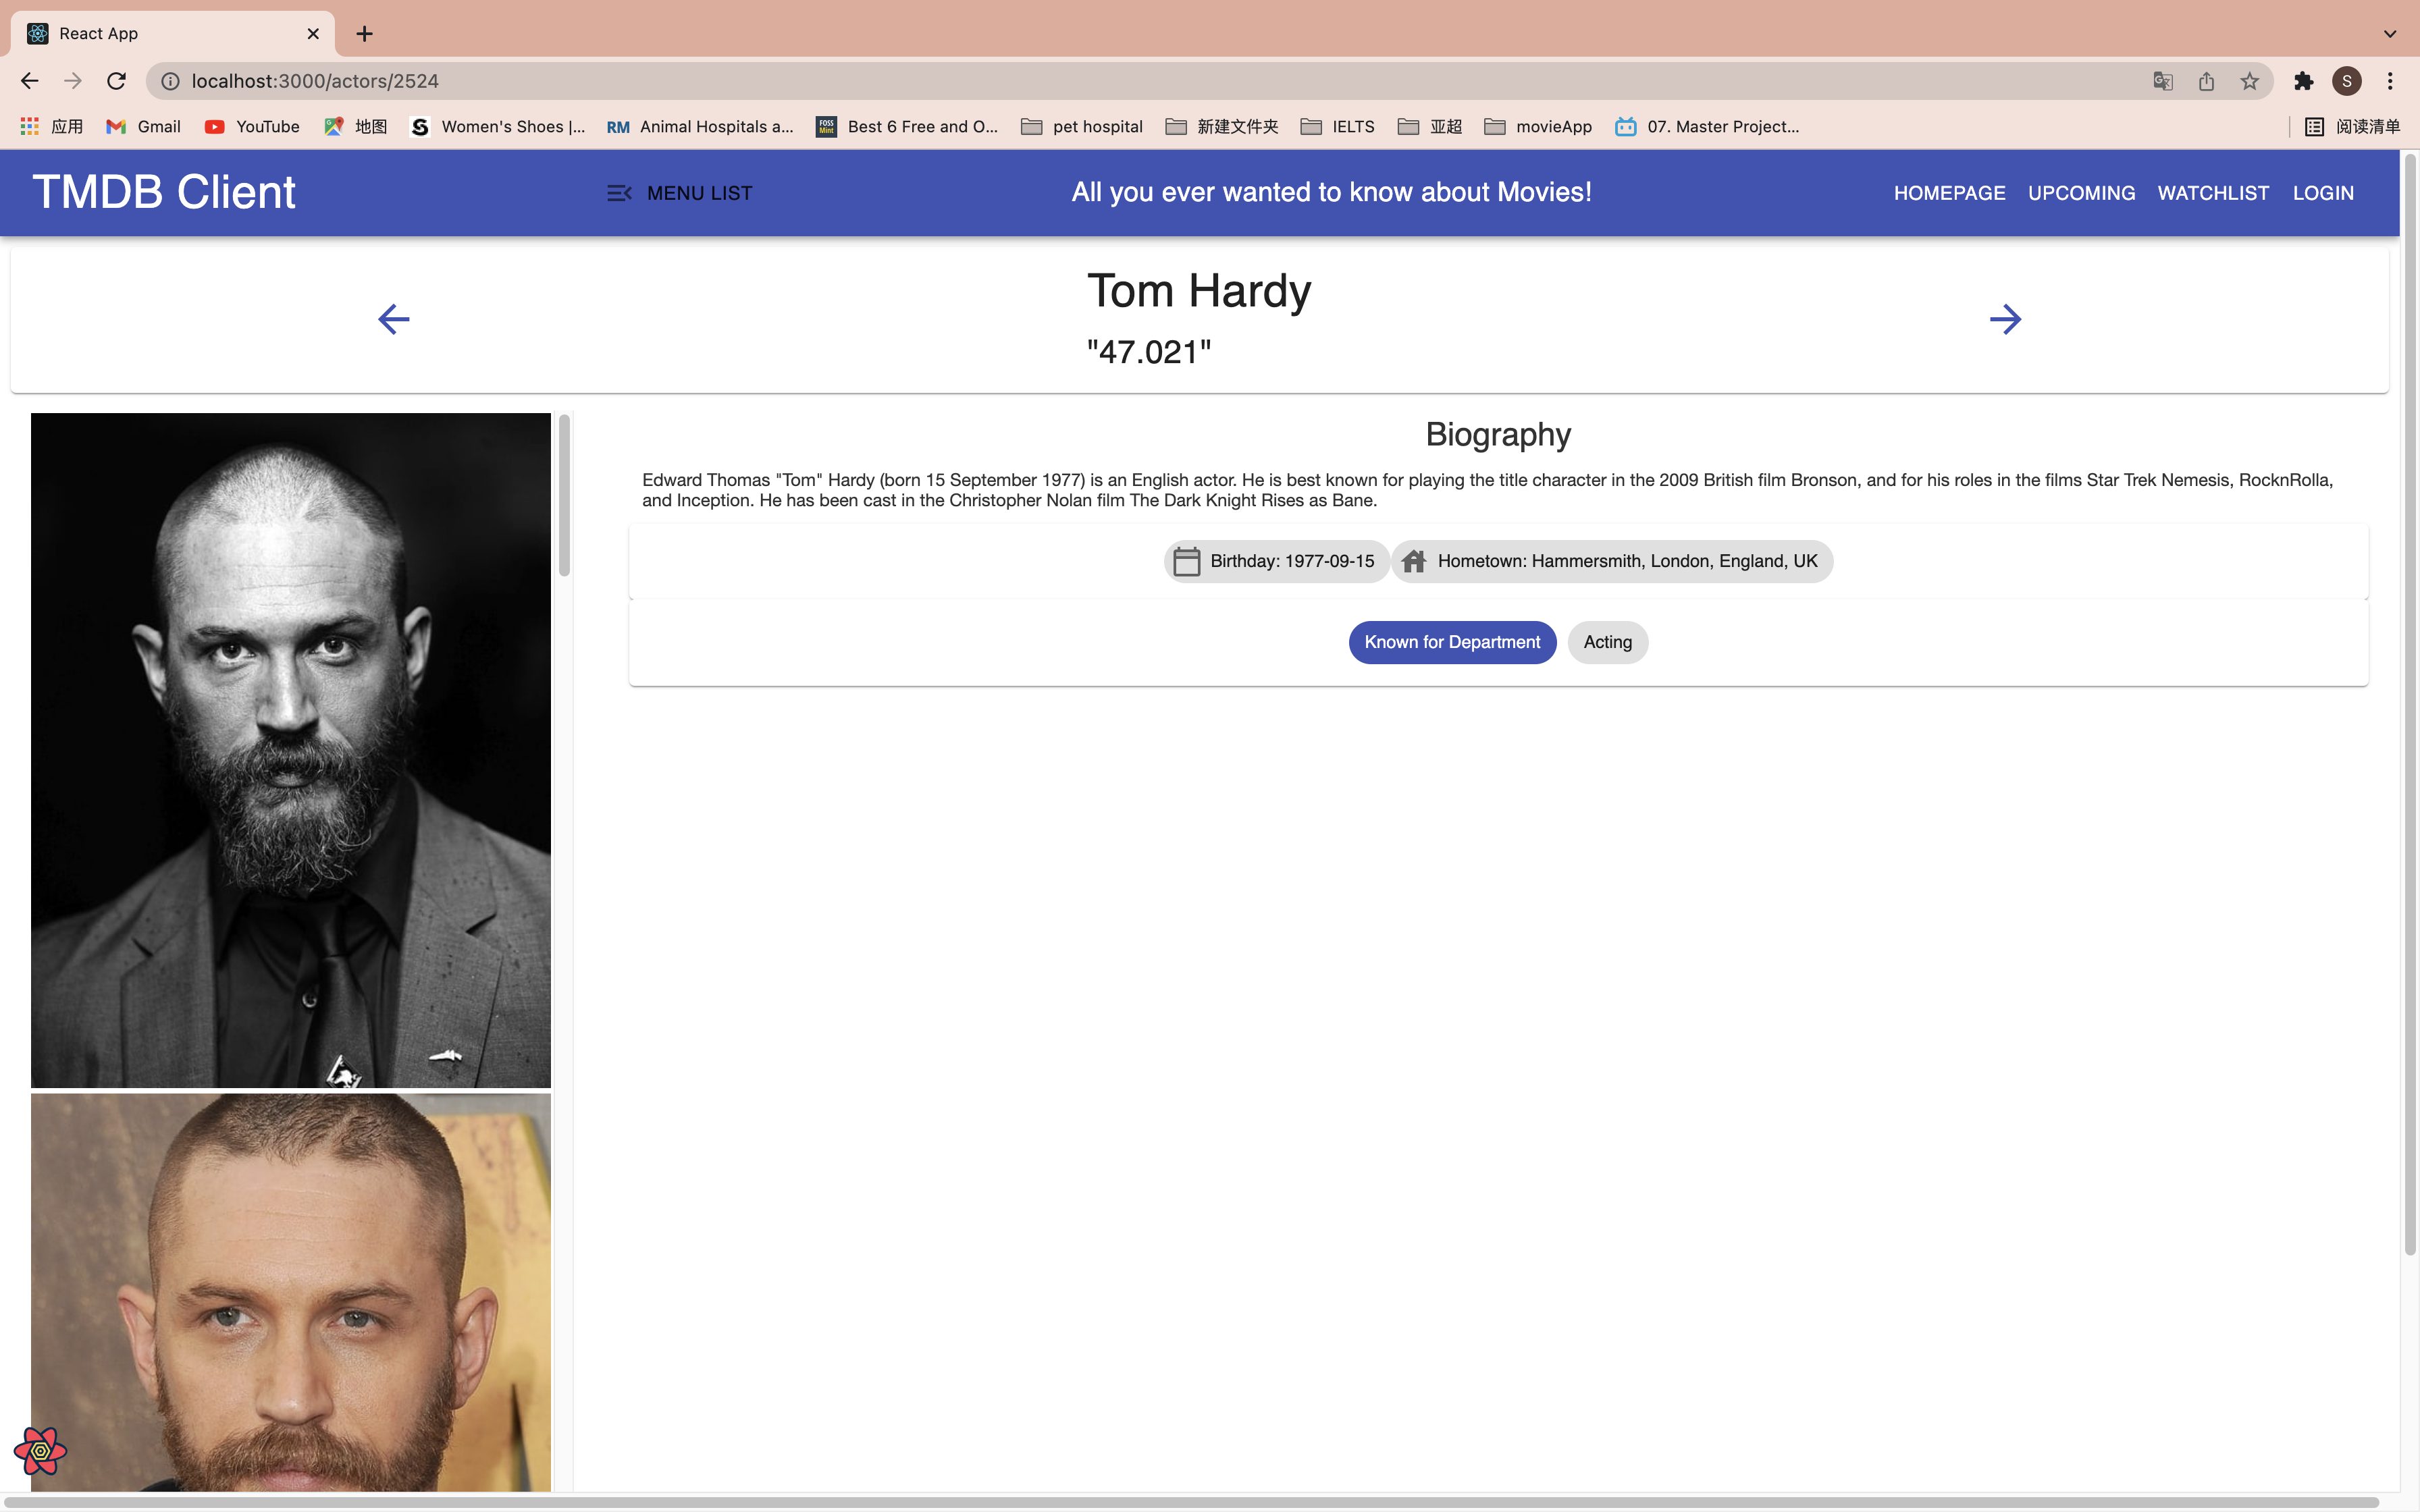 React App
localhost:3000/actors/2524
S
应用
Gmail
YouTube
地图
Women's Shoes |...
RM Animal Hospitals a...
FOSS Mint
Best 6 Free and O...
pet hospital
新建文件夹
IELTS
亚超
movieApp
07. Master Project...
阅读清单
TMDB Client
MENU LIST
All you ever wanted to know about Movies!
HOMEPAGE
UPCOMING
WATCHLIST
LOGIN
Tom Hardy
"47.021"
Biography
Edward Thomas "Tom" Hardy (born 15 September 1977) is an English actor. He is best known for playing the title character in the 2009 British film Bronson, and for his roles in the films Star Trek Nemesis, RocknRolla,
and Inception. He has been cast in the Christopher Nolan film The Dark Knight Rises as Bane.
Birthday: 1977-09-15
Hometown: Hammersmith, London, England, UK
Known for Department
Acting